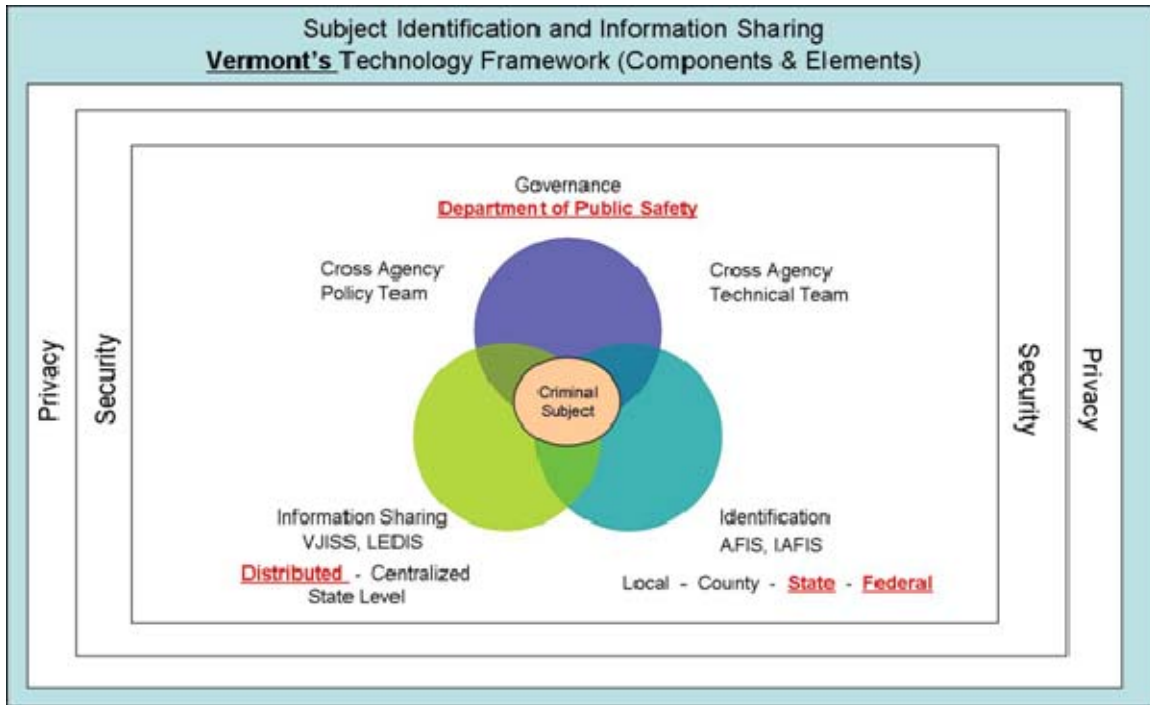 Subject Identification and Information Sharing
Vermont's Technology Framework (Components & Elements)
Governance
Department of Public Safety
Cross Agency
Policy Team
Cross Agency
Technical Team
Privacy
Security
Criminal
Subject
Security
Privacy
Information Sharing
VJISS, LEDIS
Distributed - Centralized
State Level
Identification
AFIS, IAFIS
Local - County - State - Federal